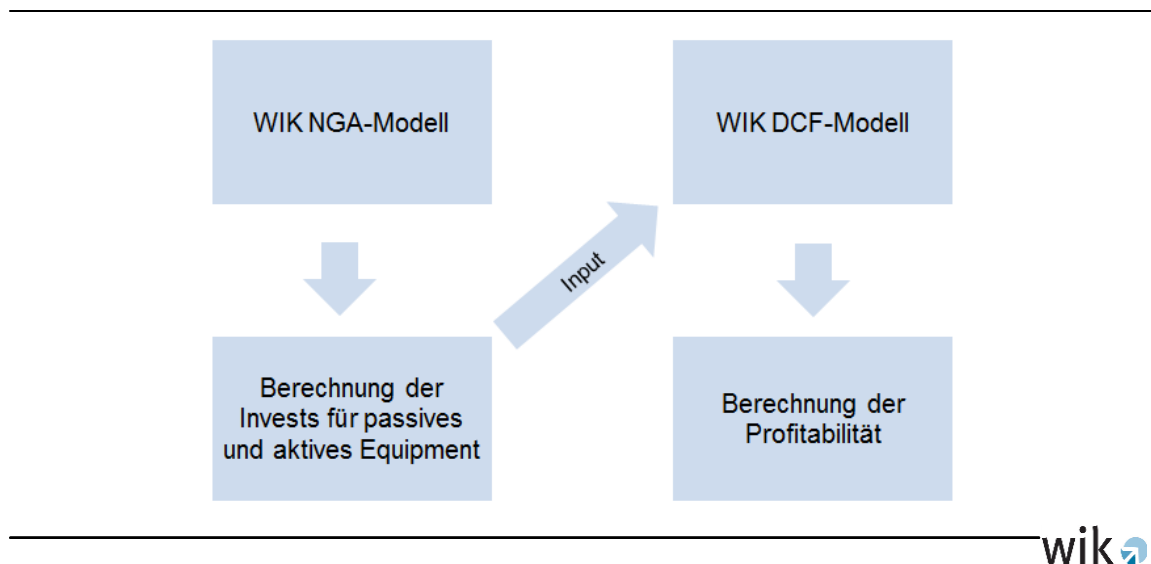 WIK NGA-Modell
WIK DCF-Modell
Input
Berechnung der
Invests für passives
und aktives Equipment
Berechnung der
Profitabilität
wik